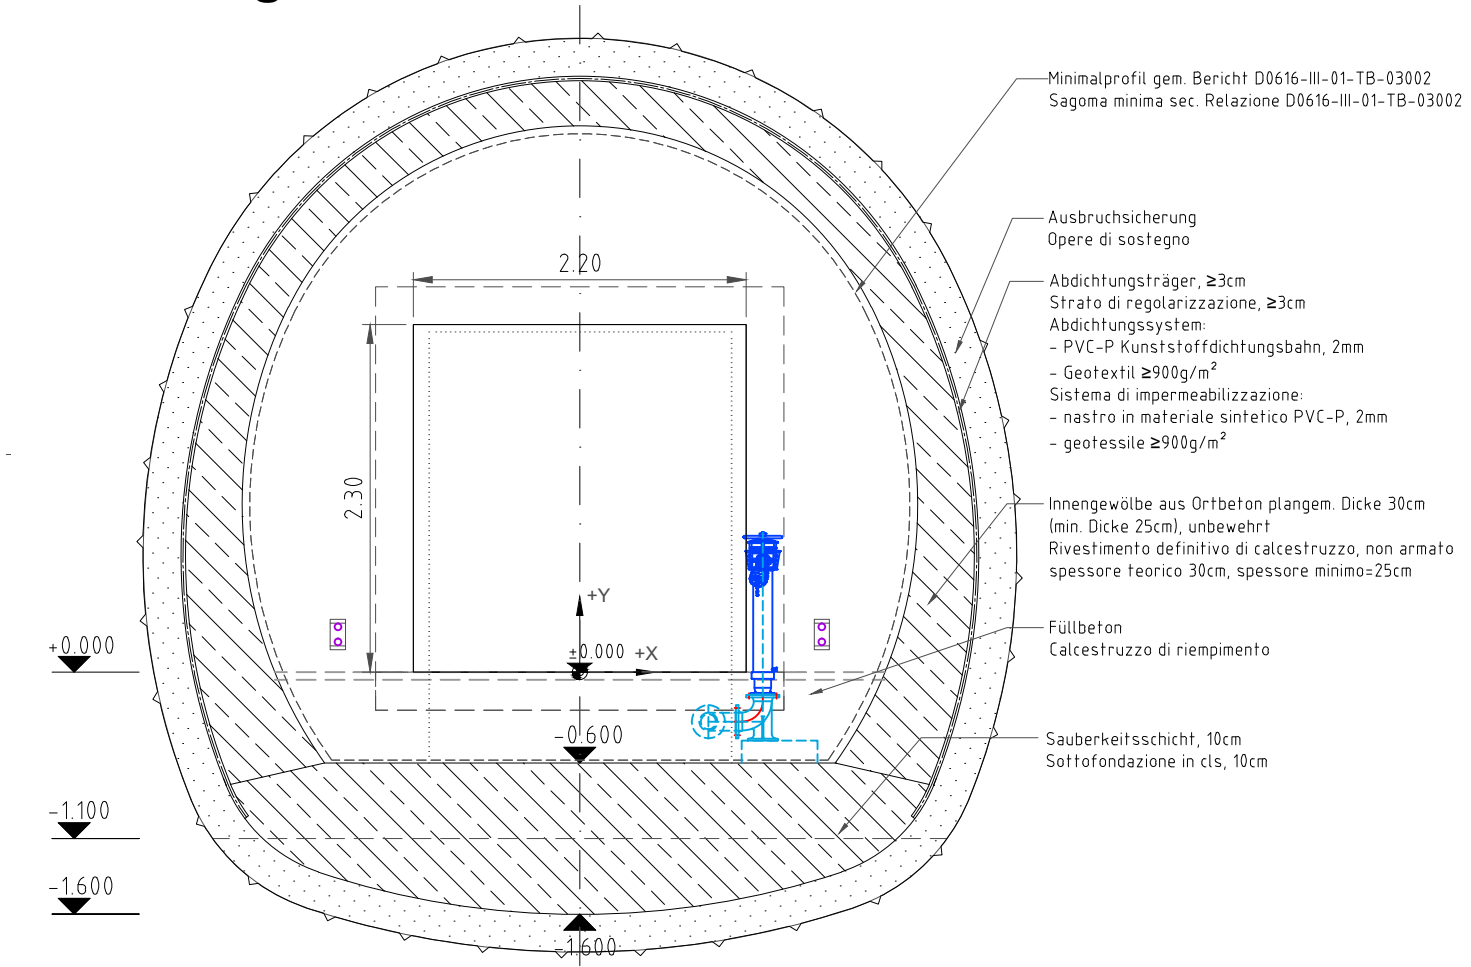 Minimalprofil gem. Bericht D0616-III-01-TB-03002
Sagoma minima sec. Relazione D0616-III-01-TB-03002
Ausbruchsicherung
Opere di sostegno
Abdichtungsträger, ≥3cm
Strato di regolarizzazione, ≥3cm
Abdichtungssystem:
- PVC-P Kunststoffdichtungsbahn, 2mm
- Geotextil ≥900g/m²
Sistema di impermeabilizzazione:
- nastro in materiale sintetico PVC-P, 2mm
- geotessile ≥900g/m²
Innengewölbe aus Ortbeton plangem. Dicke 30cm
(min. Dicke 25cm), unbewehrt
Rivestimento definitivo di calcestruzzo, non armato
spessore teorico 30cm, spessore minimo=25cm
Füllbeton
Calcestruzzo di riempimento
Sauberkeitsschicht, 10cm
Sottofondazione in cls, 10cm
2.20
2.30
+Y
±0.000
+X
+0.000
-0.600
-1.100
-1.600
-1.600